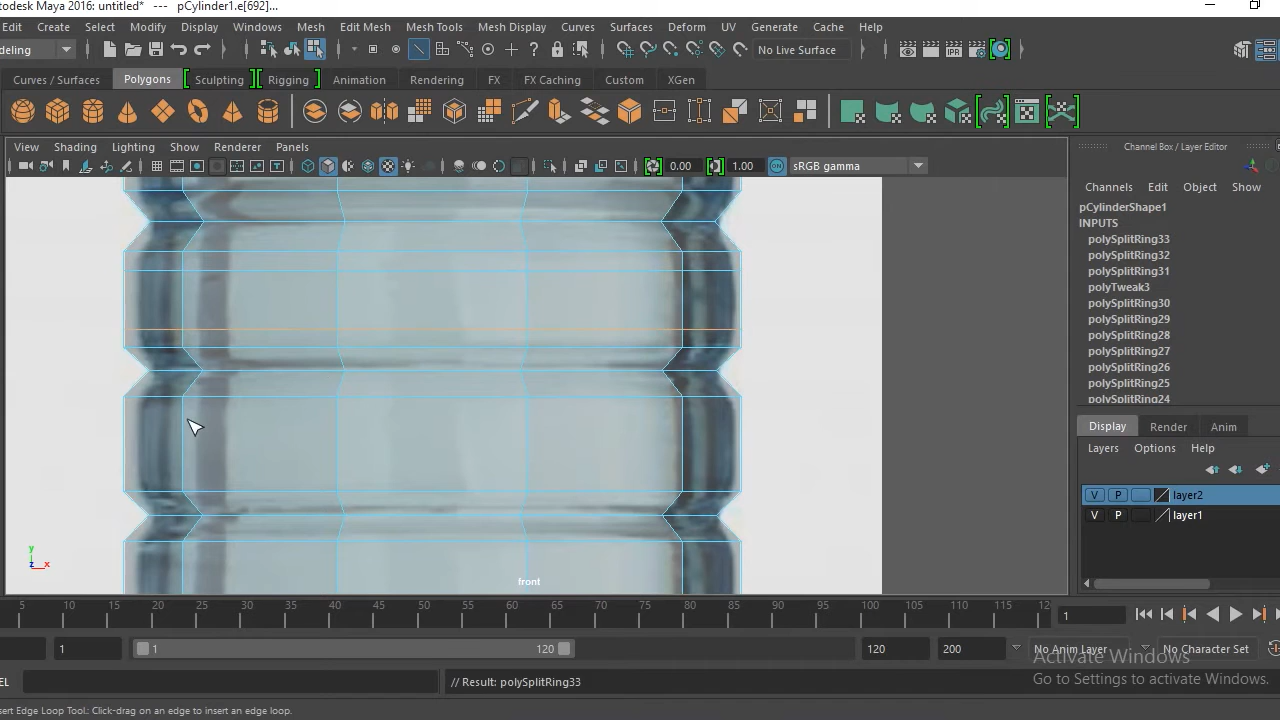 utodesk Maya 2016: untitled* --- pCylinder1.e[692]...
Edit Create Select Modify Display Windows Mesh Edit Mesh Mesh Tools Mesh Display Curves Surfaces Deform UV Generate Cache Help
deling No Live Surface IPR
Curves / Surfaces Polygons Sculpting Rigging Animation Rendering FX FX Caching Custom XGen
View Shading Lighting Show Renderer Panels
0.00 1.00 ON sRGB gamma
Channel Box / Layer Editor
Channels Edit Object Show
pCylinderShape1
INPUTS
polySplitRing33
polySplitRing32
polySplitRing31
polyTweak3
polySplitRing30
polySplitRing29
polySplitRing28
polySplitRing27
polySplitRing26
polySplitRing25
polySplitRing24
Display Render Anim
Layers Options Help
V P layer2
V P layer1
y
z x
front
5 10 15 20 25 30 35 40 45 50 55 60 65 70 75 80 85 90 95 100 105 110 115 12
1
1 1 120 120 200 No Anim Layer No Character Set
Activate Windows
Go to Settings to activate Windows.
EL // Result: polySplitRing33
sert Edge Loop Tool: Click-drag on an edge to insert an edge loop.